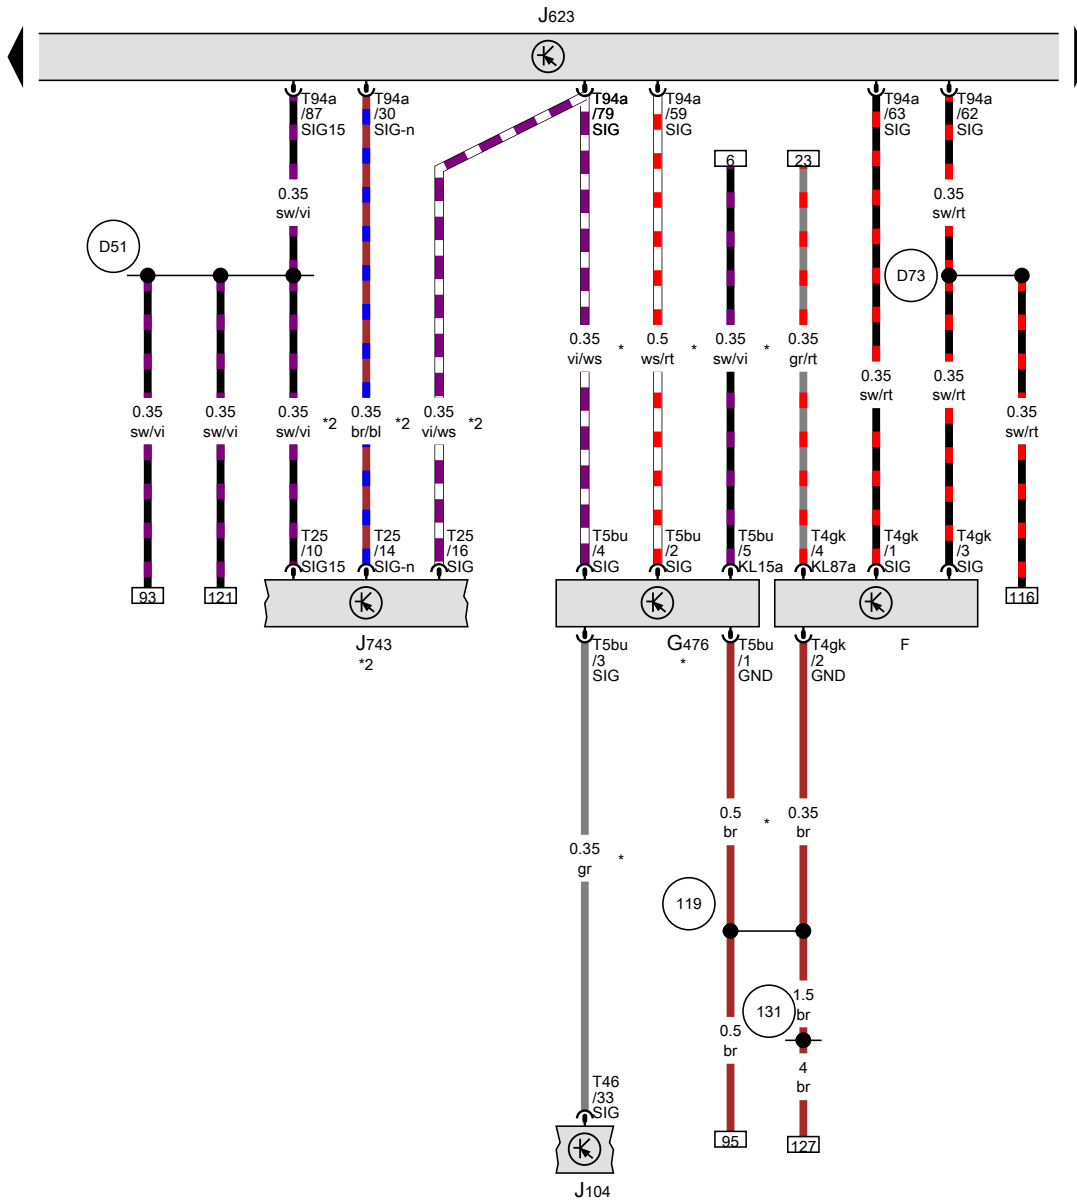 J623
T94a
/87
SIG15
T94a
/30
SIG-n
T94a
/79
SIG
T94a
/59
SIG
T94a
/63
SIG
T94a
/62
SIG
6
23
0.35
sw/vi
0.35
sw/rt
D51
D73
0.35
vi/ws
*
0.5
ws/rt
*
0.35
sw/vi
*
0.35
gr/rt
0.35
sw/rt
0.35
sw/rt
0.35
sw/vi
0.35
sw/vi
0.35
sw/vi
*2
0.35
br/bl
*2
0.35
vi/ws
*2
0.35
sw/rt
T25
/10
SIG15
T25
/14
SIG-n
T25
/16
SIG
T5bu
/4
SIG
T5bu
/2
SIG
T5bu
/5
KL15a
T4gk
/4
KL87a
T4gk
/1
SIG
T4gk
/3
SIG
93
121
116
J743
*2
T5bu
/3
SIG
G476
*
T5bu
/1
GND
T4gk
/2
GND
F
0.5
br
*
0.35
br
0.35
gr
*
119
131
1.5
br
0.5
br
4
br
T46
/33
SIG
95
127
J104